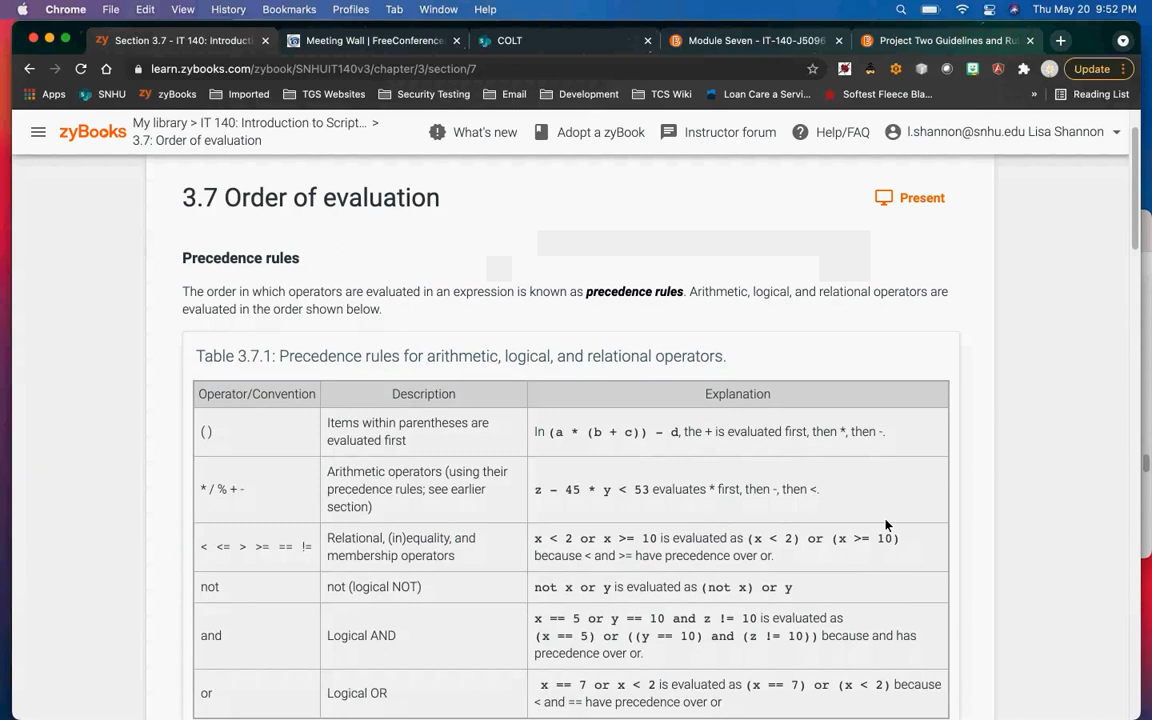 Chrome File Edit View History Bookmarks Profiles Tab Window Help Thu May 20 9:52 PM
Section 3.7 - IT 140: Introducti Meeting Wall | FreeConference COLT Module Seven - IT-140-J5096 Project Two Guidelines and Ru
learn.zybooks.com/zybook/SNHUIT140v3/chapter/3/section/7 Update
Apps SNHU zyBooks Imported TGS Websites Security Testing Email Development TCS Wiki Loan Care a Servi... Softest Fleece Bla... » Reading List
zyBooks My library > IT 140: Introduction to Script... > What's new Adopt a zyBook Instructor forum Help/FAQ l.shannon@snhu.edu Lisa Shannon
3.7: Order of evaluation
3.7 Order of evaluation Present
Precedence rules
The order in which operators are evaluated in an expression is known as precedence rules. Arithmetic, logical, and relational operators are
evaluated in the order shown below.
Table 3.7.1: Precedence rules for arithmetic, logical, and relational operators.
Operator/Convention Description Explanation
( ) Items within parentheses are evaluated first In (a * (b + c)) - d, the + is evaluated first, then *, then -.
* / % + - Arithmetic operators (using their precedence rules; see earlier section) z - 45 * y < 53 evaluates * first, then -, then <.
< <= > >= == != Relational, (in)equality, and membership operators x < 2 or x >= 10 is evaluated as (x < 2) or (x >= 10) because < and >= have precedence over or.
not not (logical NOT) not x or y is evaluated as (not x) or y
and Logical AND x == 5 or y == 10 and z != 10 is evaluated as (x == 5) or ((y == 10) and (z != 10)) because and has precedence over or.
or Logical OR x == 7 or x < 2 is evaluated as (x == 7) or (x < 2) because < and == have precedence over or